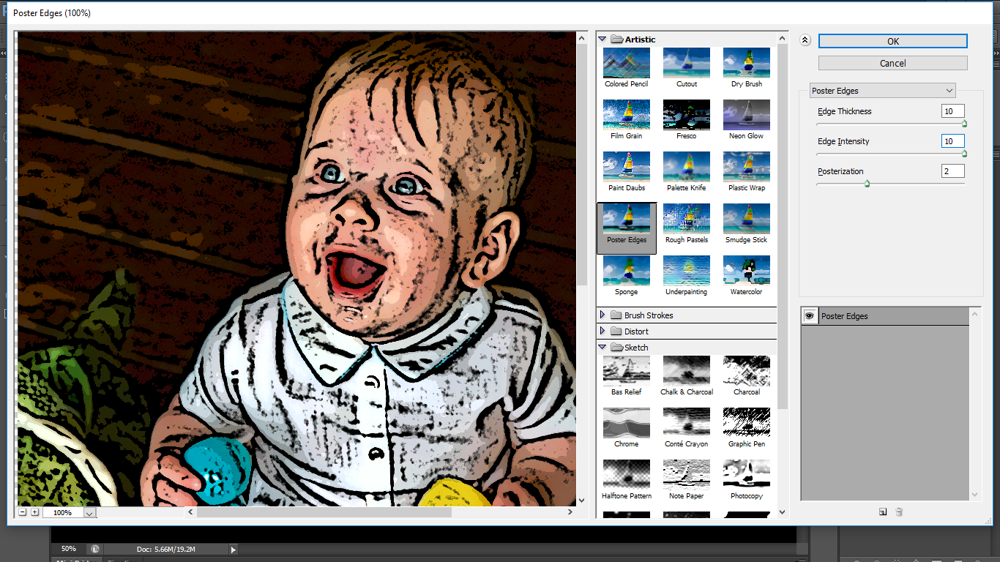 Poster Edges (100%)
Artistic
Colored Pencil
Cutout
Dry Brush
Film Grain
Fresco
Neon Glow
Paint Daubs
Palette Knife
Plastic Wrap
Poster Edges
Rough Pastels
Smudge Stick
Sponge
Underpainting
Watercolor
Brush Strokes
Distort
Sketch
Bas Relief
Chalk & Charcoal
Charcoal
Chrome
Conté Crayon
Graphic Pen
Halftone Pattern
Note Paper
Photocopy
OK
Cancel
Poster Edges
Edge Thickness 10
Edge Intensity 10
Posterization 2
Poster Edges
100%
50% Doc: 5.66M/19.2M